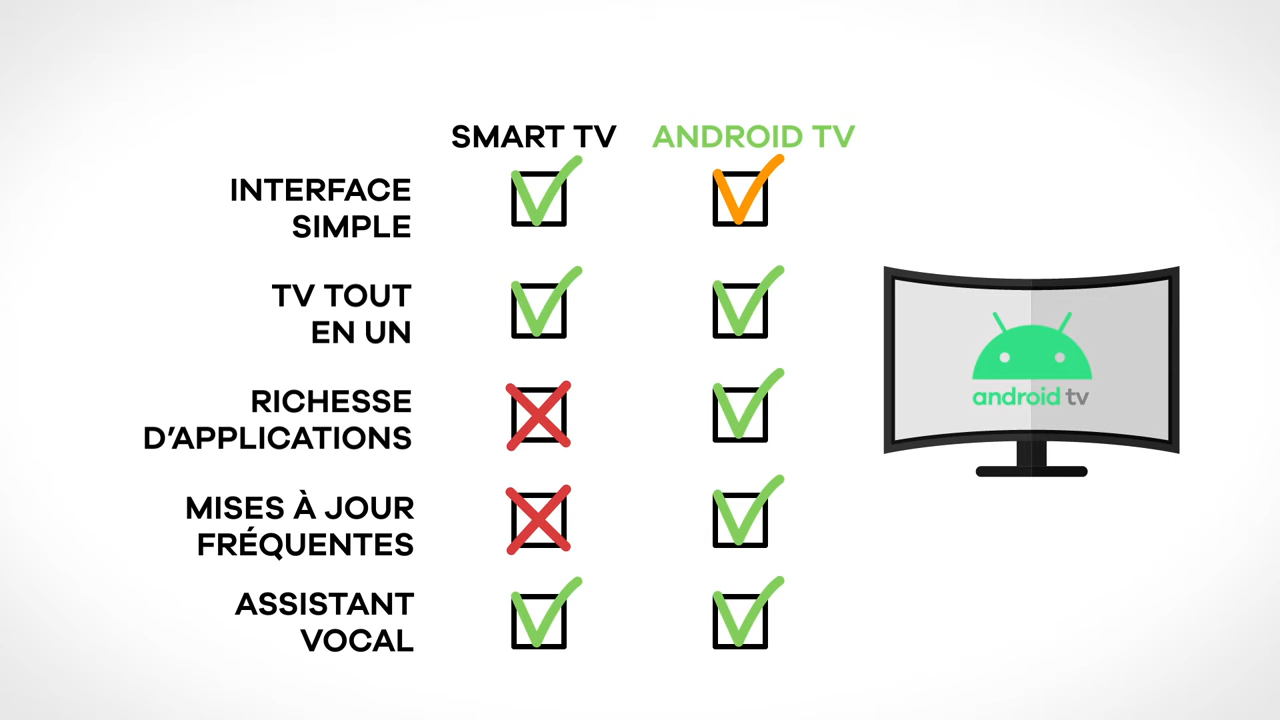 SMART TV
ANDROID TV
INTERFACE
SIMPLE
TV TOUT
EN UN
RICHESSE
D’APPLICATIONS
MISES À JOUR
FRÉQUENTES
ASSISTANT
VOCAL
android tv